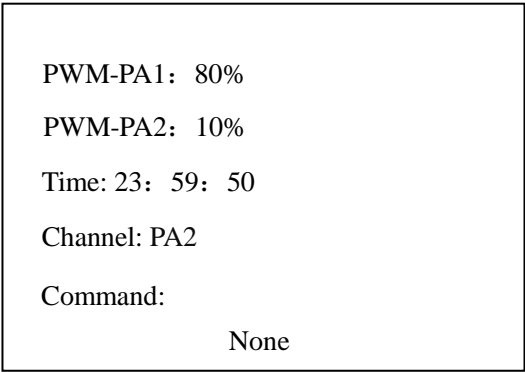 PWM-PA1：80%
PWM-PA2：10%
Time: 23：59：50
Channel: PA2
Command:
None